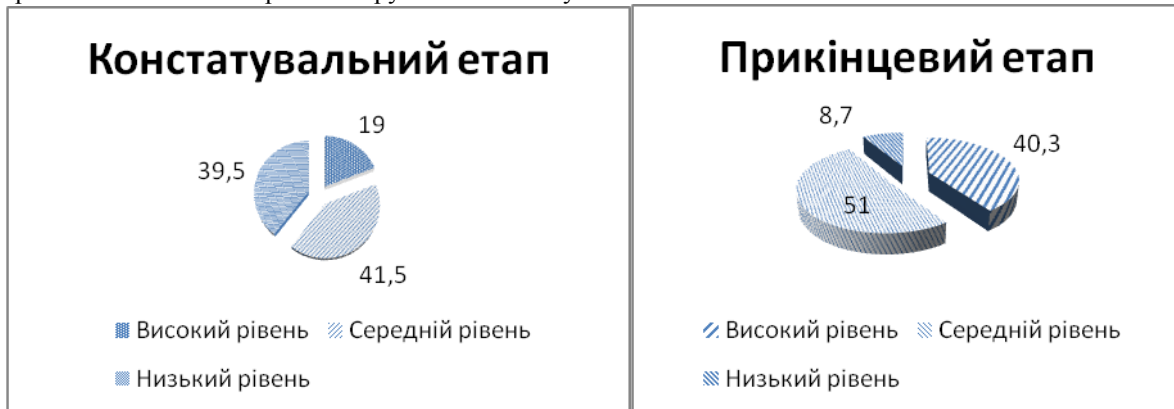 Констатувальний етап
19
39,5
41,5
Високий рівень Середній рівень
Низький рівень
Прикінцевий етап
8,7
40,3
51
Високий рівень Середній рівень
Низький рівень